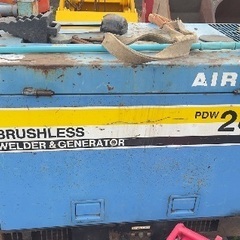 AIR
PDW 2
BRUSHLESS
WELDER & GENERATOR